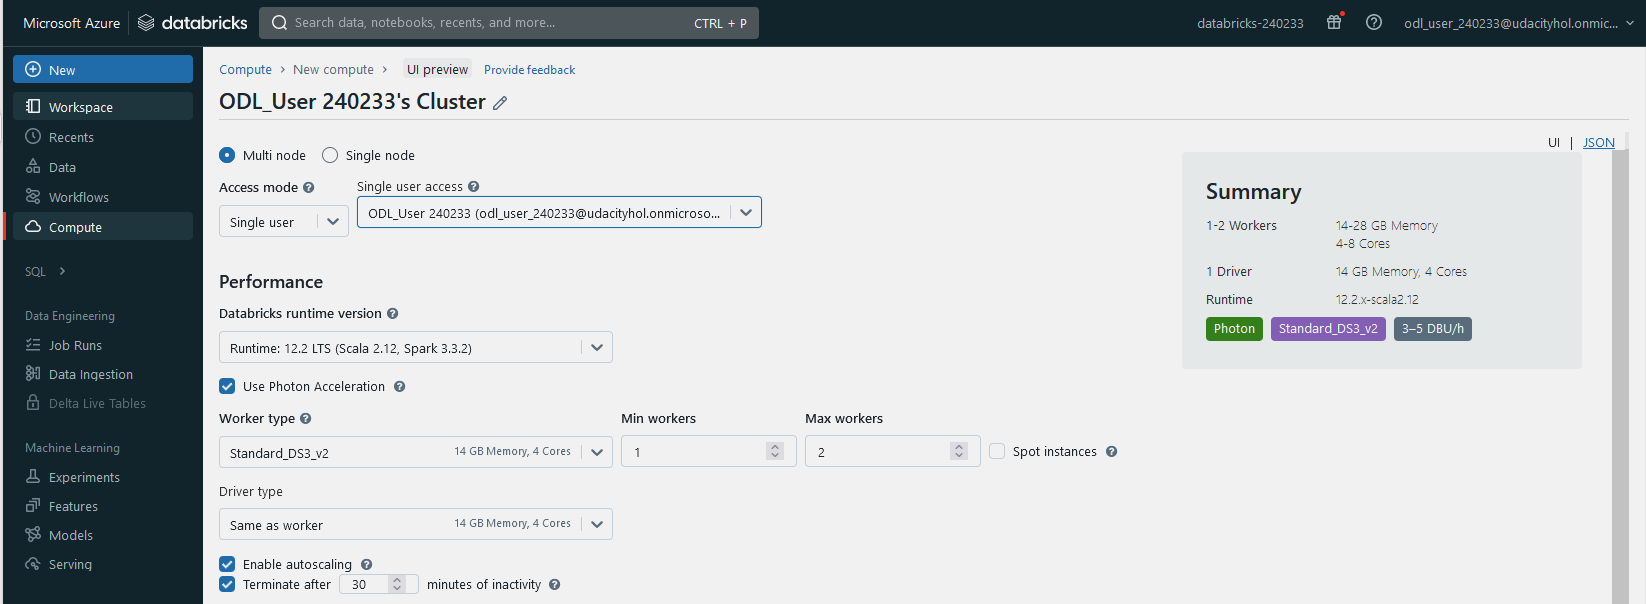 Microsoft Azure databricks Search data, notebooks, recents, and more... CTRL + P databricks-240233 odl_user_240233@udacityhol.onmic...
New
Workspace
Recents
Data
Workflows
Compute
SQL
Data Engineering
Job Runs
Data Ingestion
Delta Live Tables
Machine Learning
Experiments
Features
Models
Serving
Compute > New compute > UI preview Provide feedback
ODL_User 240233's Cluster
UI | JSON
Multi node Single node
Access mode Single user access
Single user ODL_User 240233 (odl_user_240233@udacityhol.onmicroso...
Performance
Databricks runtime version
Runtime: 12.2 LTS (Scala 2.12, Spark 3.3.2)
Use Photon Acceleration
Worker type Min workers Max workers
Standard_DS3_v2 14 GB Memory, 4 Cores 1 2 Spot instances
Driver type
Same as worker 14 GB Memory, 4 Cores
Enable autoscaling
Terminate after 30 minutes of inactivity
Summary
1-2 Workers 14-28 GB Memory
4-8 Cores
1 Driver 14 GB Memory, 4 Cores
Runtime 12.2.x-scala2.12
Photon Standard_DS3_v2 3–5 DBU/h